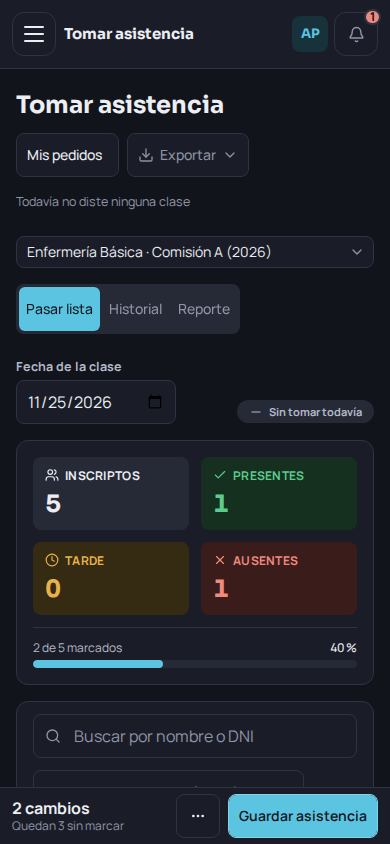 Tomar asistencia
AP
1
Tomar asistencia
Mis pedidos
Exportar
Todavía no diste ninguna clase
Enfermería Básica · Comisión A (2026)
Pasar lista
Historial
Reporte
Fecha de la clase
11/25/2026
Sin tomar todavía
INSCRIPTOS
5
PRESENTES
1
TARDE
0
AUSENTES
1
2 de 5 marcados
40 %
Buscar por nombre o DNI
2 cambios
Quedan 3 sin marcar
Guardar asistencia